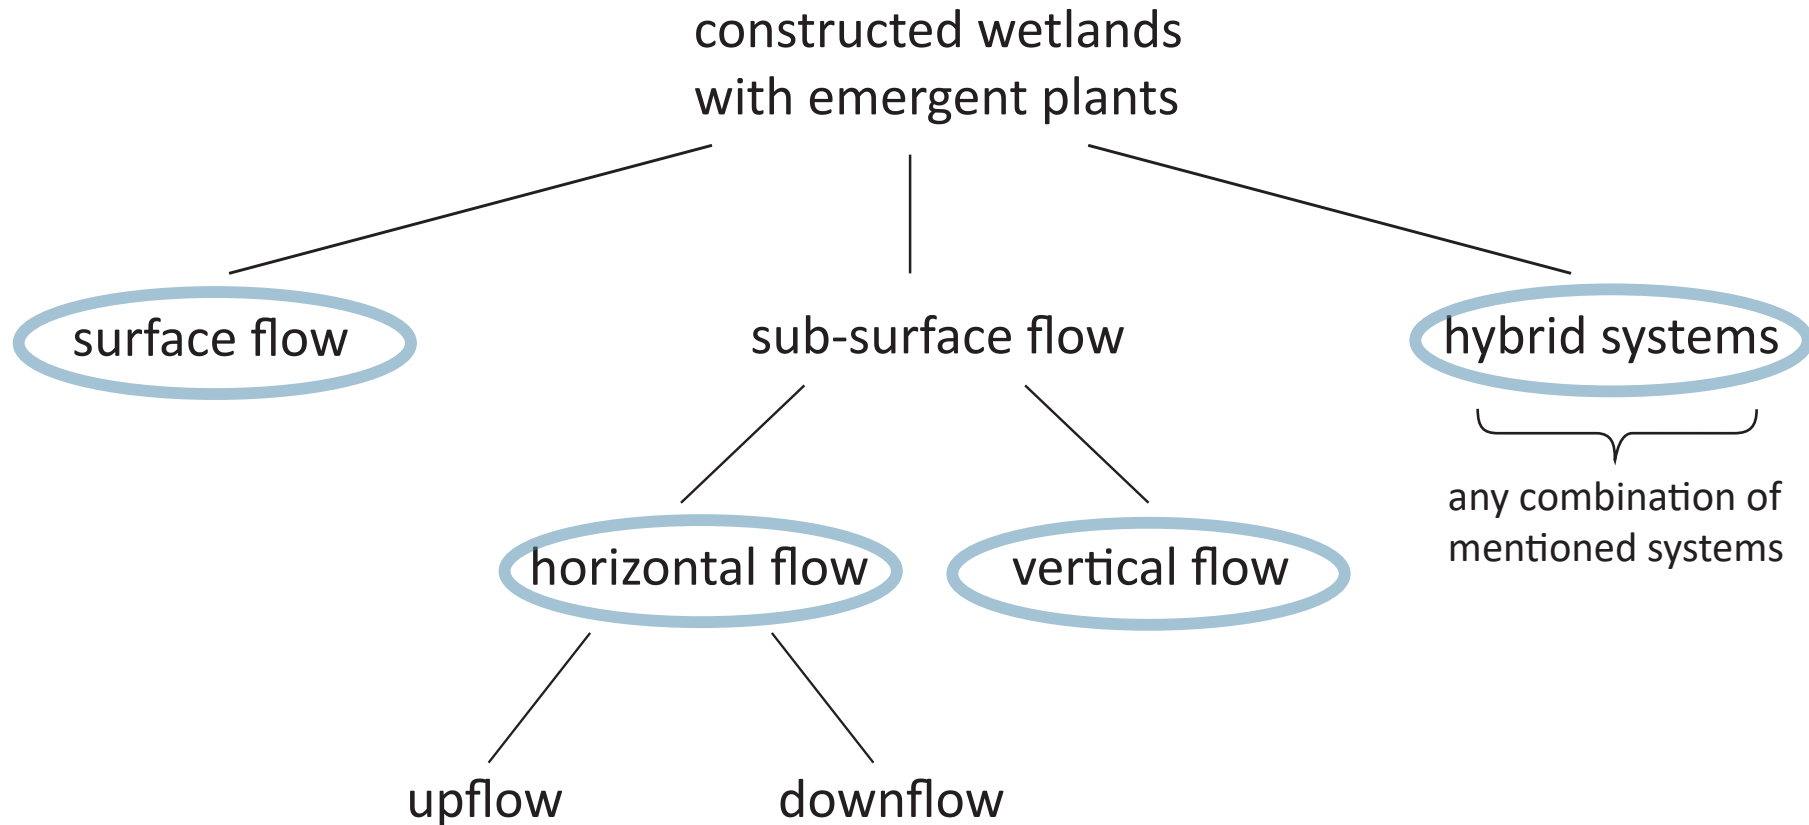 constructed wetlands
with emergent plants
surface flow
sub-surface flow
hybrid systems
any combination of
mentioned systems
horizontal flow
vertical flow
upflow
downflow